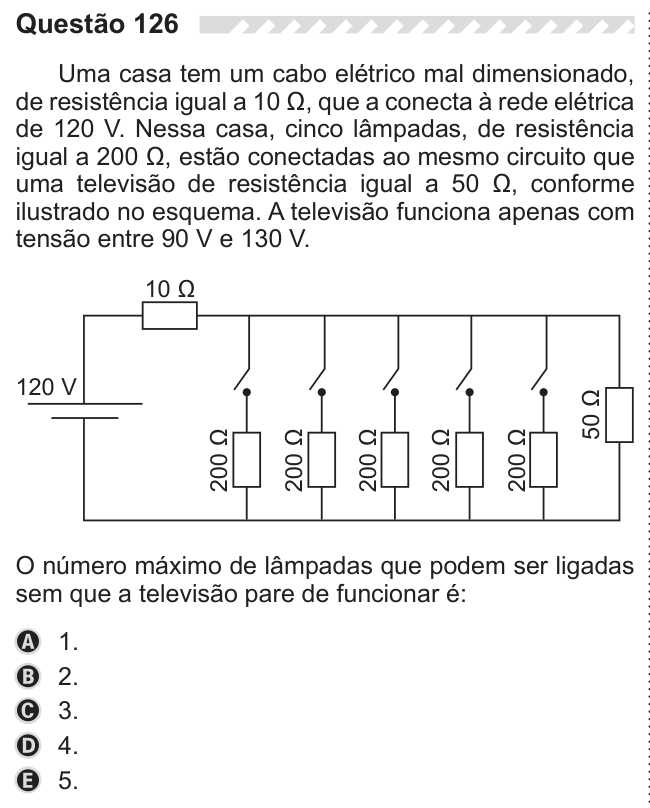 Questão 126
Uma casa tem um cabo elétrico mal dimensionado,
de resistência igual a 10 Ω, que a conecta à rede elétrica
de 120 V. Nessa casa, cinco lâmpadas, de resistência
igual a 200 Ω, estão conectadas ao mesmo circuito que
uma televisão de resistência igual a 50 Ω, conforme
ilustrado no esquema. A televisão funciona apenas com
tensão entre 90 V e 130 V.
10 Ω
120 V
200 Ω
200 Ω
200 Ω
200 Ω
200 Ω
50 Ω
O número máximo de lâmpadas que podem ser ligadas
sem que a televisão pare de funcionar é:
A 1.
B 2.
C 3.
D 4.
E 5.